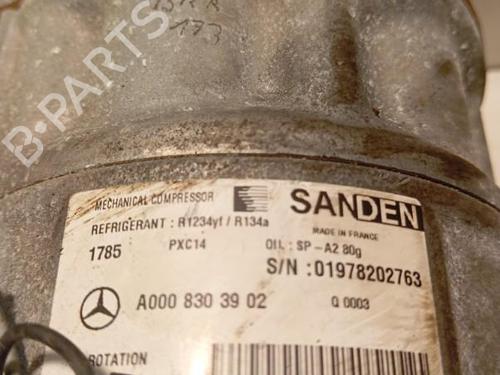 173
B-PARTS
MECHANICAL COMPRESSOR
SANDEN
REFRIGERANT : R1234yf / R134a
MADE IN FRANCE
1785
PXC14
OIL : SP-A2 80g
S/N :01978202763
A000 830 39 02
Q 0003
ROTATION